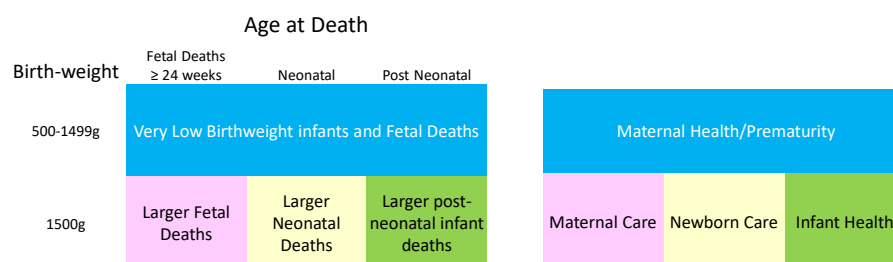 Age at Death
Fetal Deaths
≥ 24 weeks
Neonatal
Post Neonatal
Birth-weight
500-1499g
Very Low Birthweight infants and Fetal Deaths
Maternal Health/Prematurity
1500g
Larger Fetal
Deaths
Larger
Neonatal
Deaths
Larger post-
neonatal infant
deaths
Maternal Care
Newborn Care
Infant Health